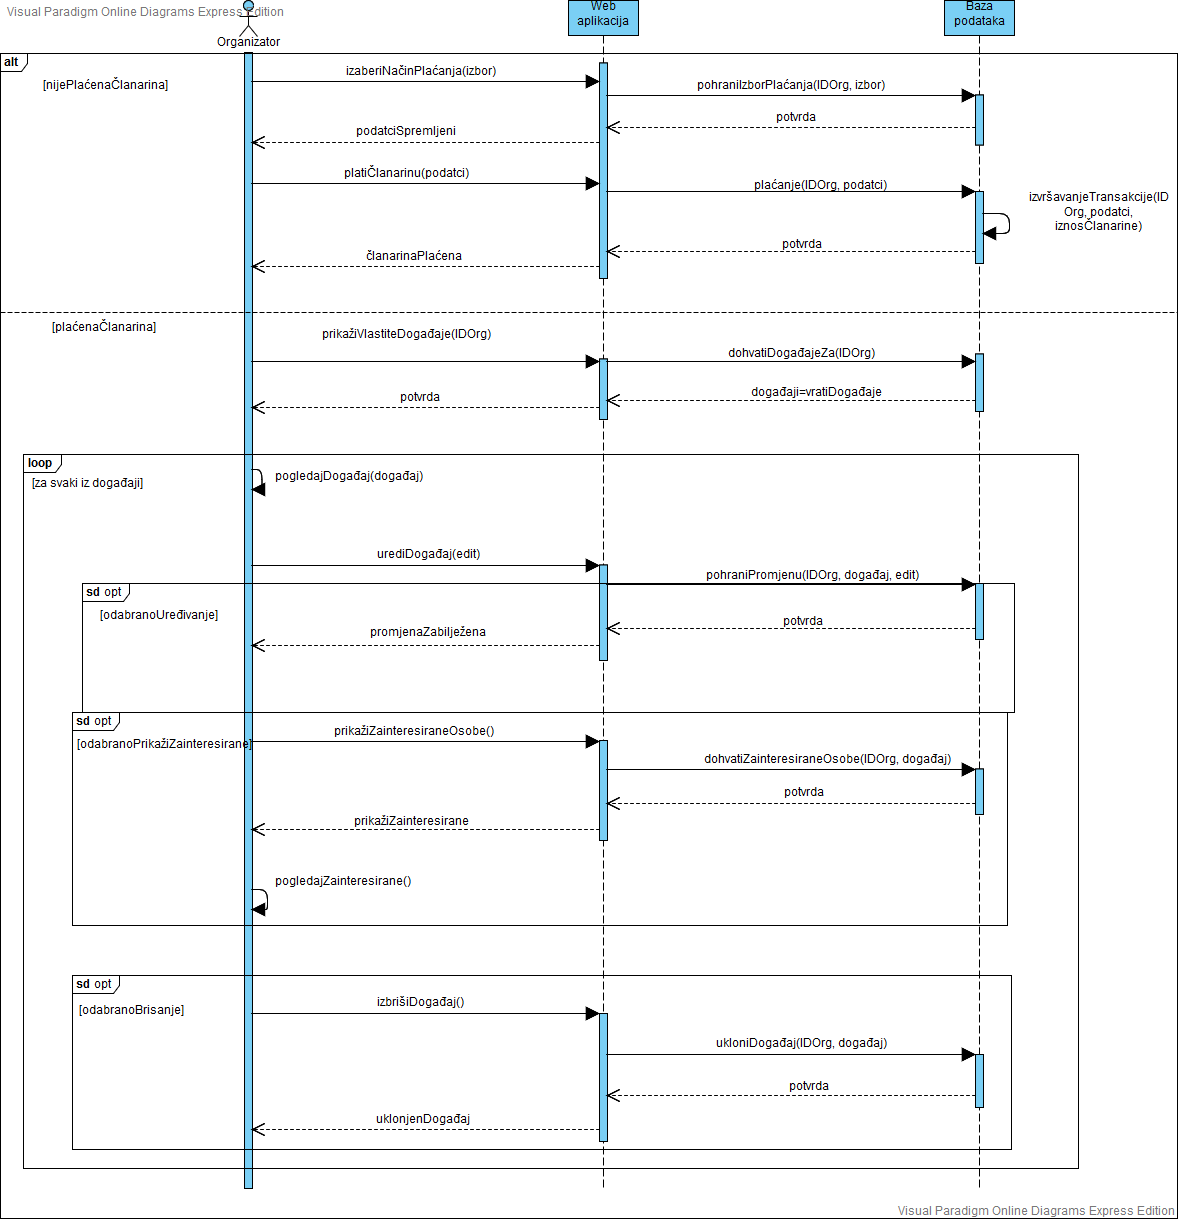 Visual Paradigm Online Diagrams Express Edition
Organizator
Web
aplikacija
Baza
podataka
alt
[nijePlaćenaČlanarina]
izaberiNačinPlaćanja(izbor)
pohraniIzborPlaćanja(IDOrg, izbor)
potvrda
podatciSpremljeni
platiČlanarinu(podatci)
plaćanje(IDOrg, podatci)
izvršavanjeTransakcije(ID
Org, podatci,
iznosČlanarine)
potvrda
članarinaPlaćena
[plaćenaČlanarina]
prikažiVlastiteDogađaje(IDOrg)
dohvatiDogađajeZa(IDOrg)
događaji=vratiDogađaje
potvrda
loop
[za svaki iz događaji]
pogledajDogađaj(događaj)
urediDogađaj(edit)
pohraniPromjenu(IDOrg, događaj, edit)
sd opt
[odabranoUređivanje]
potvrda
promjenaZabilježena
sd opt
[odabranoPrikažiZainteresirane]
prikažiZainteresiraneOsobe()
dohvatiZainteresiraneOsobe(IDOrg, događaj)
potvrda
prikažiZainteresirane
pogledajZainteresirane()
sd opt
[odabranoBrisanje]
izbrišiDogađaj()
ukloniDogađaj(IDOrg, događaj)
potvrda
uklonjenDogađaj
Visual Paradigm Online Diagrams Express Edition